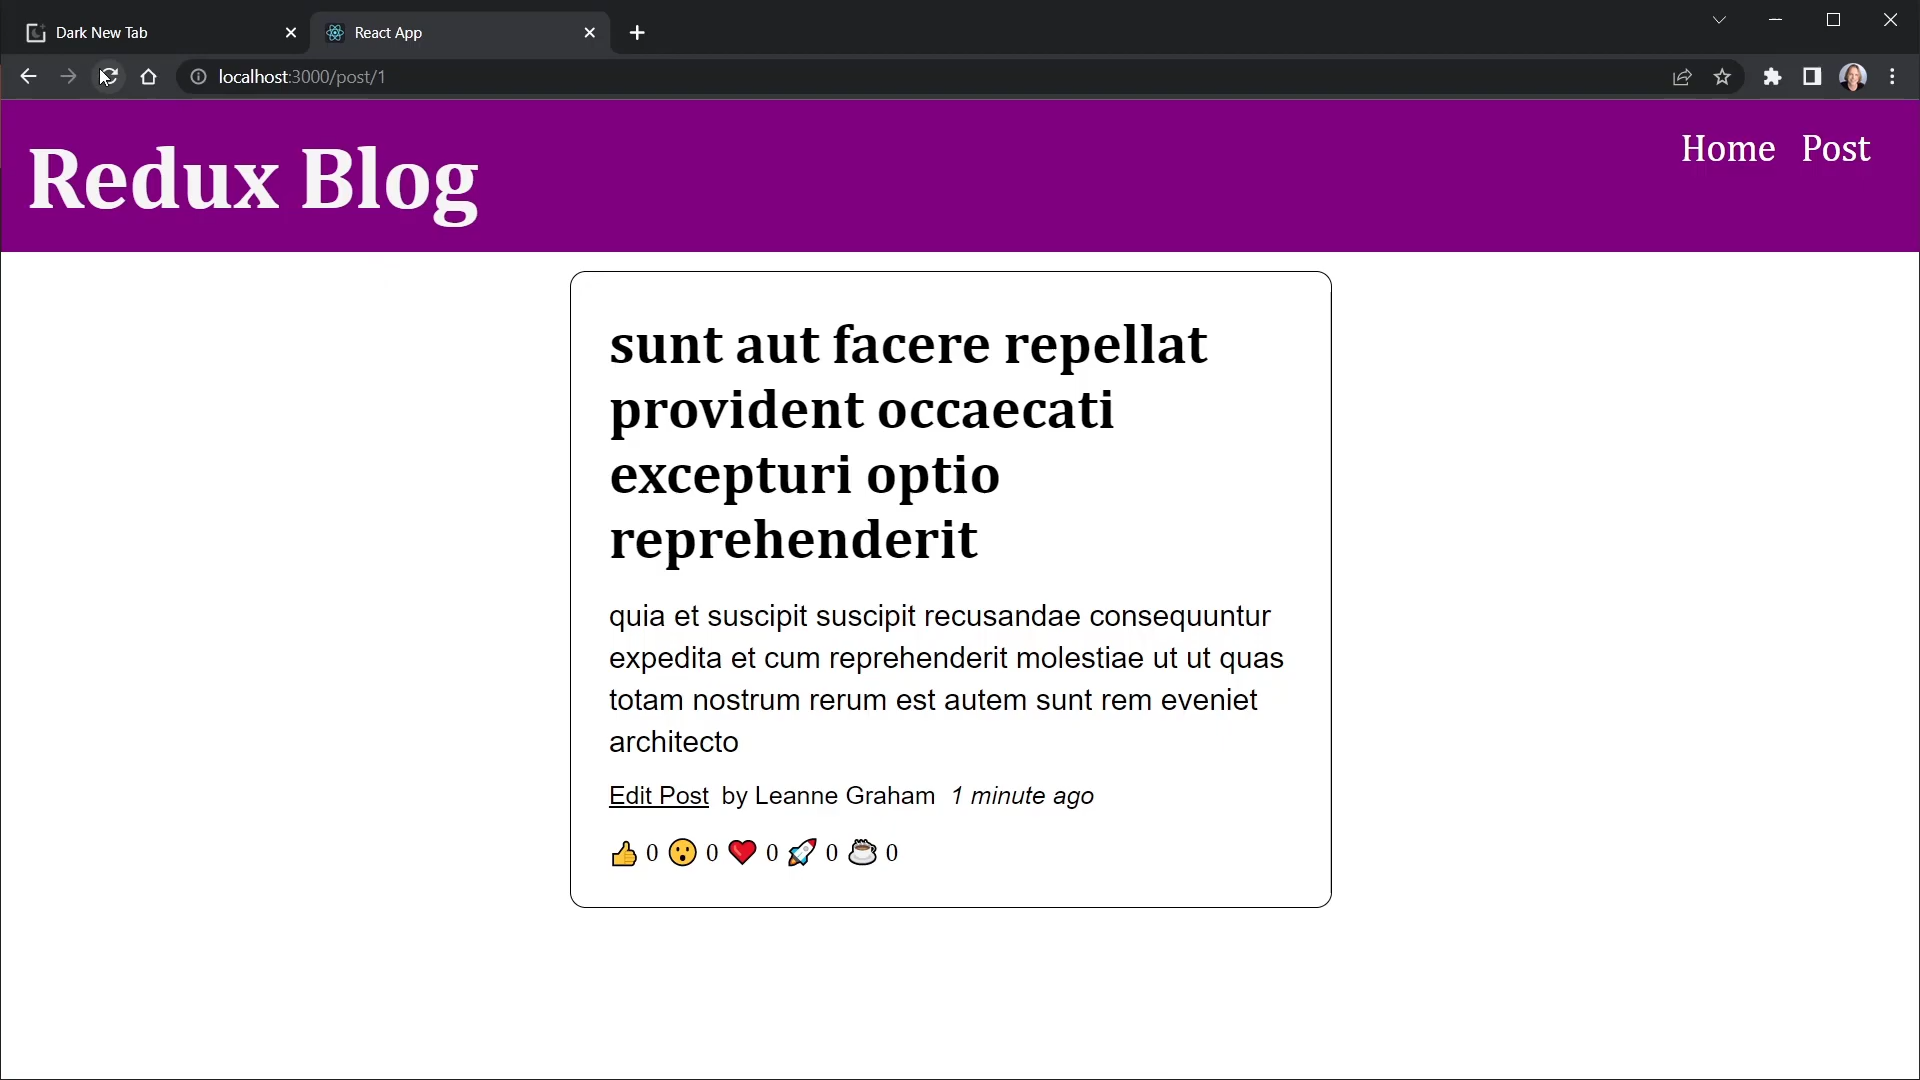 Dark New Tab
React App
localhost:3000/post/1
Redux Blog
Home Post
sunt aut facere repellat
provident occaecati
excepturi optio
reprehenderit
quia et suscipit suscipit recusandae consequuntur
expedita et cum reprehenderit molestiae ut ut quas
totam nostrum rerum est autem sunt rem eveniet
architecto
Edit Post by Leanne Graham 1 minute ago
👍 0 😮 0 ❤️ 0 🚀 0 ☕ 0